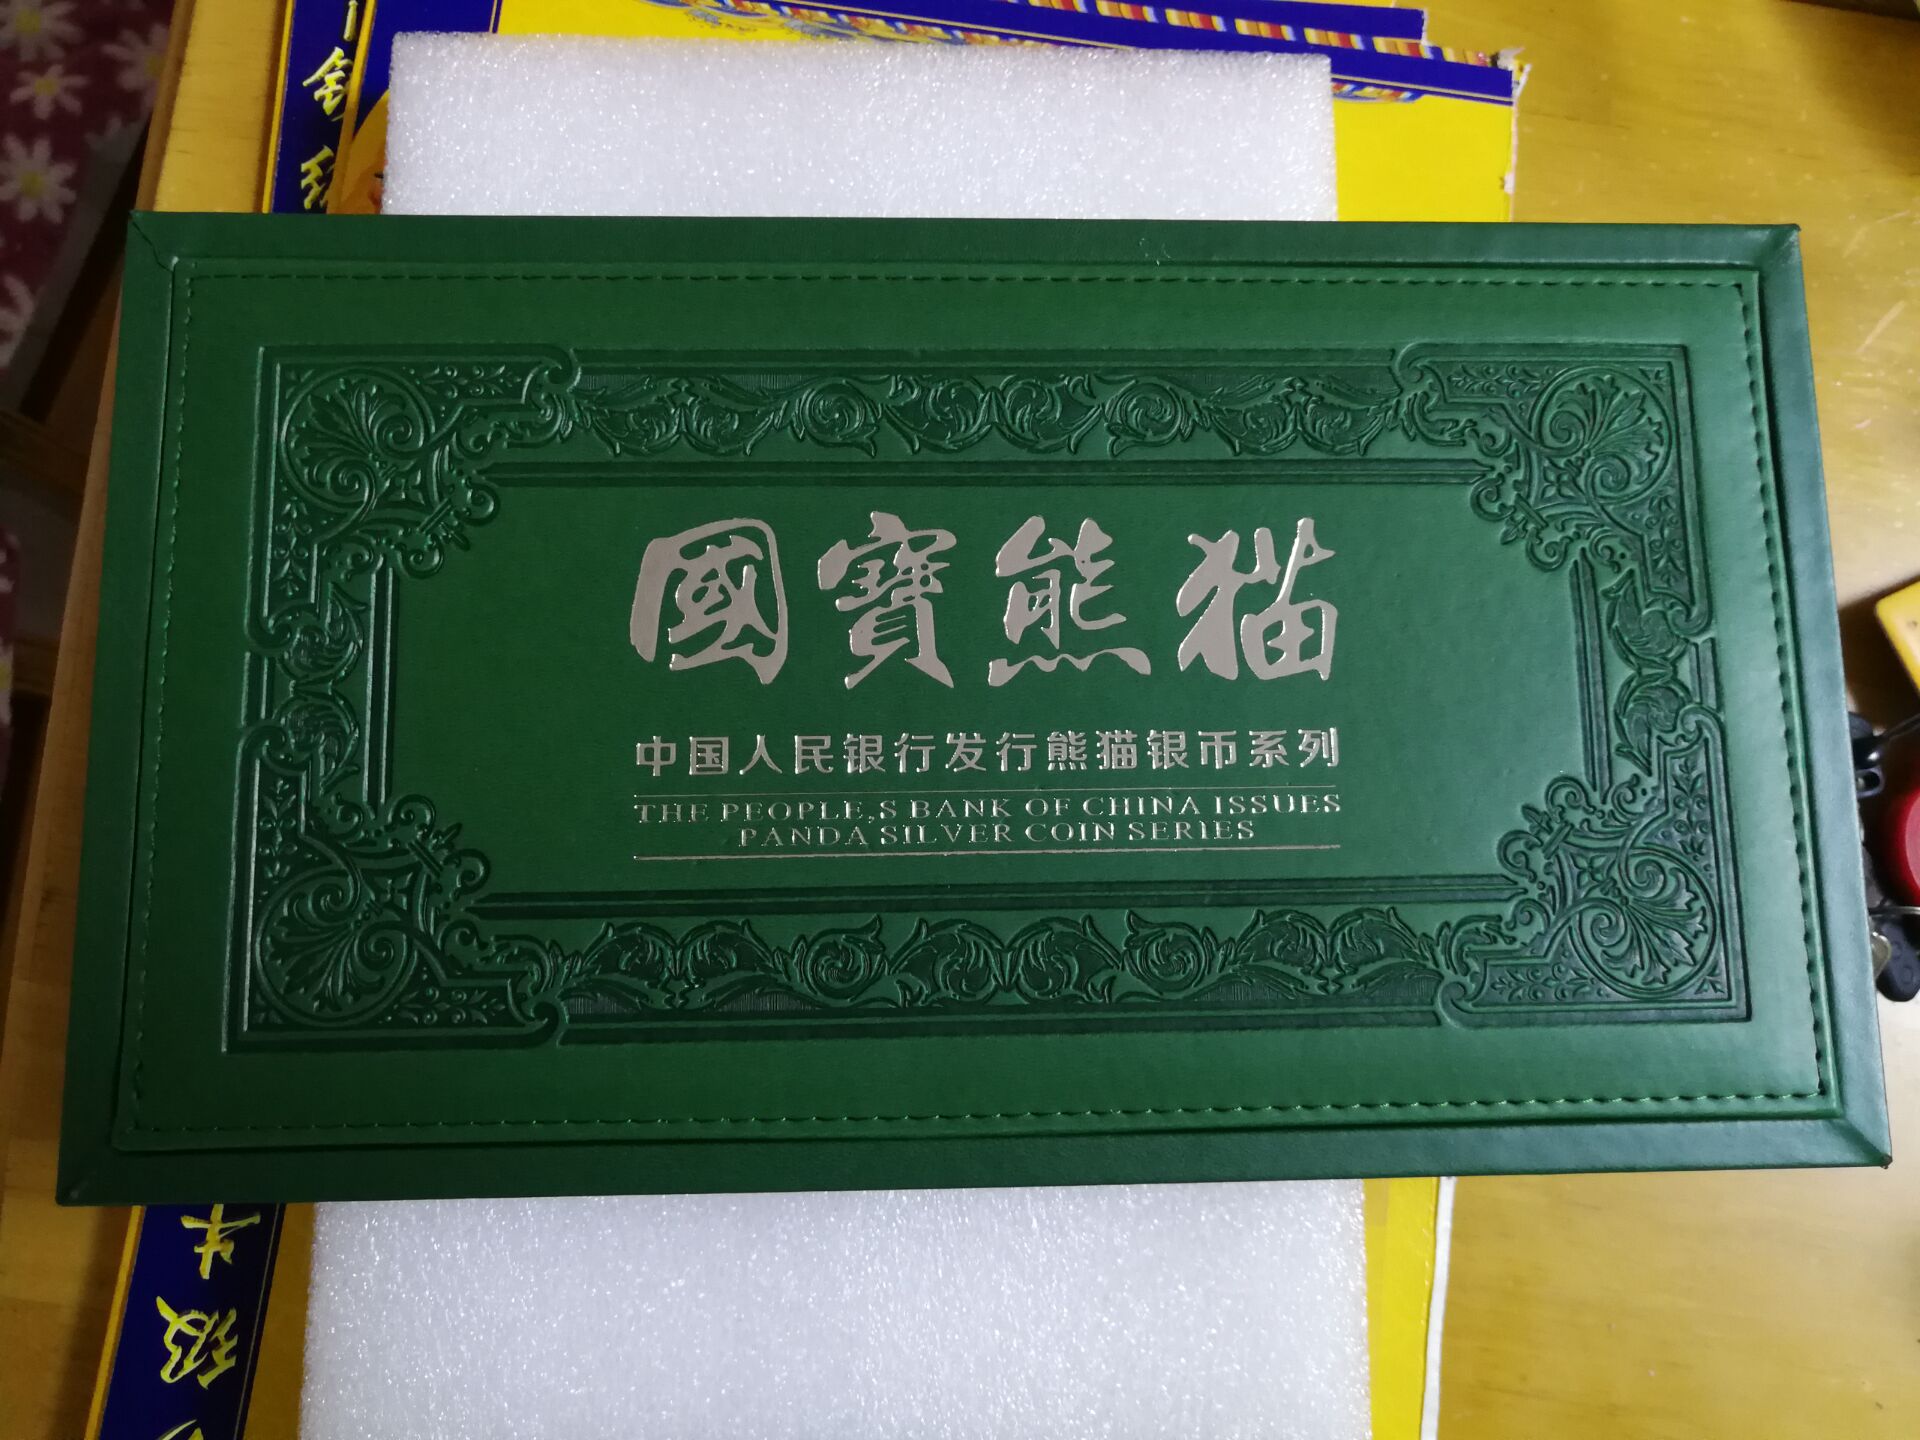 國寶熊猫
中国人民银行发行熊猫银币系列
THE PEOPLE,S BANK OF CHINA ISSUES
PANDA SILVER COIN SERIES